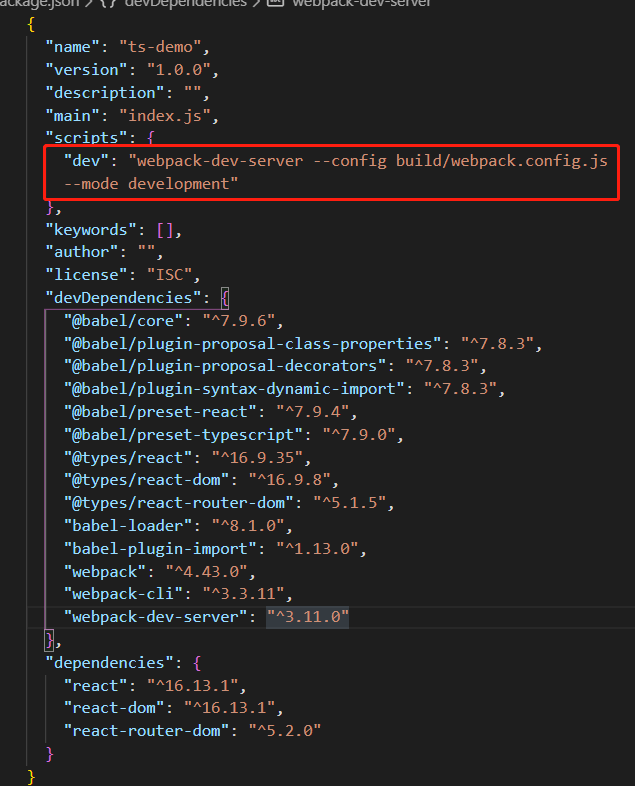 package.json > {} devDependencies > webpack-dev-server
{
"name": "ts-demo",
"version": "1.0.0",
"description": "",
"main": "index.js",
"scripts": {
"dev": "webpack-dev-server --config build/webpack.config.js
--mode development"
},
"keywords": [],
"author": "",
"license": "ISC",
"devDependencies": {
"@babel/core": "^7.9.6",
"@babel/plugin-proposal-class-properties": "^7.8.3",
"@babel/plugin-proposal-decorators": "^7.8.3",
"@babel/plugin-syntax-dynamic-import": "^7.8.3",
"@babel/preset-react": "^7.9.4",
"@babel/preset-typescript": "^7.9.0",
"@types/react": "^16.9.35",
"@types/react-dom": "^16.9.8",
"@types/react-router-dom": "^5.1.5",
"babel-loader": "^8.1.0",
"babel-plugin-import": "^1.13.0",
"webpack": "^4.43.0",
"webpack-cli": "^3.3.11",
"webpack-dev-server": "^3.11.0"
},
"dependencies": {
"react": "^16.13.1",
"react-dom": "^16.13.1",
"react-router-dom": "^5.2.0"
}
}